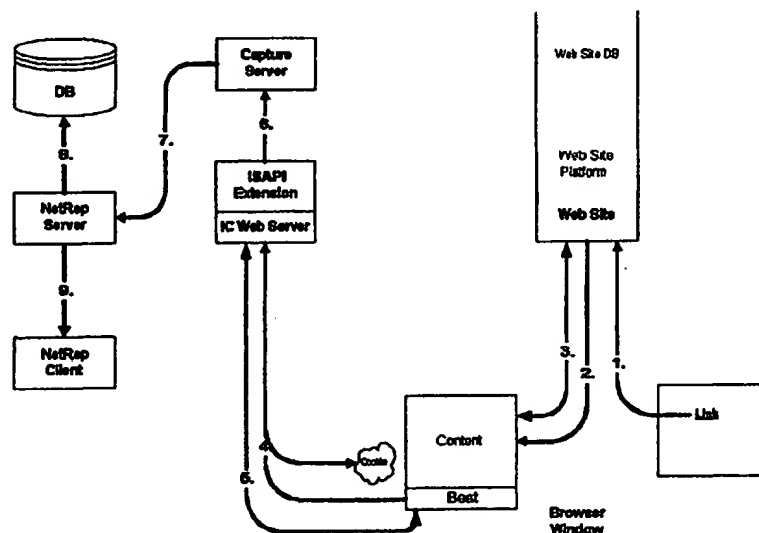 DB
Capture
Server
Web Site DB
Web Site
Platform
Web Site
ISAPI
Extension
IC Web Server
NetRep
Server
NetRep
Client
Content
Beat
Cookie
Link
Browser
Window
1.
2.
3.
4.
5.
6.
7.
8.
9.